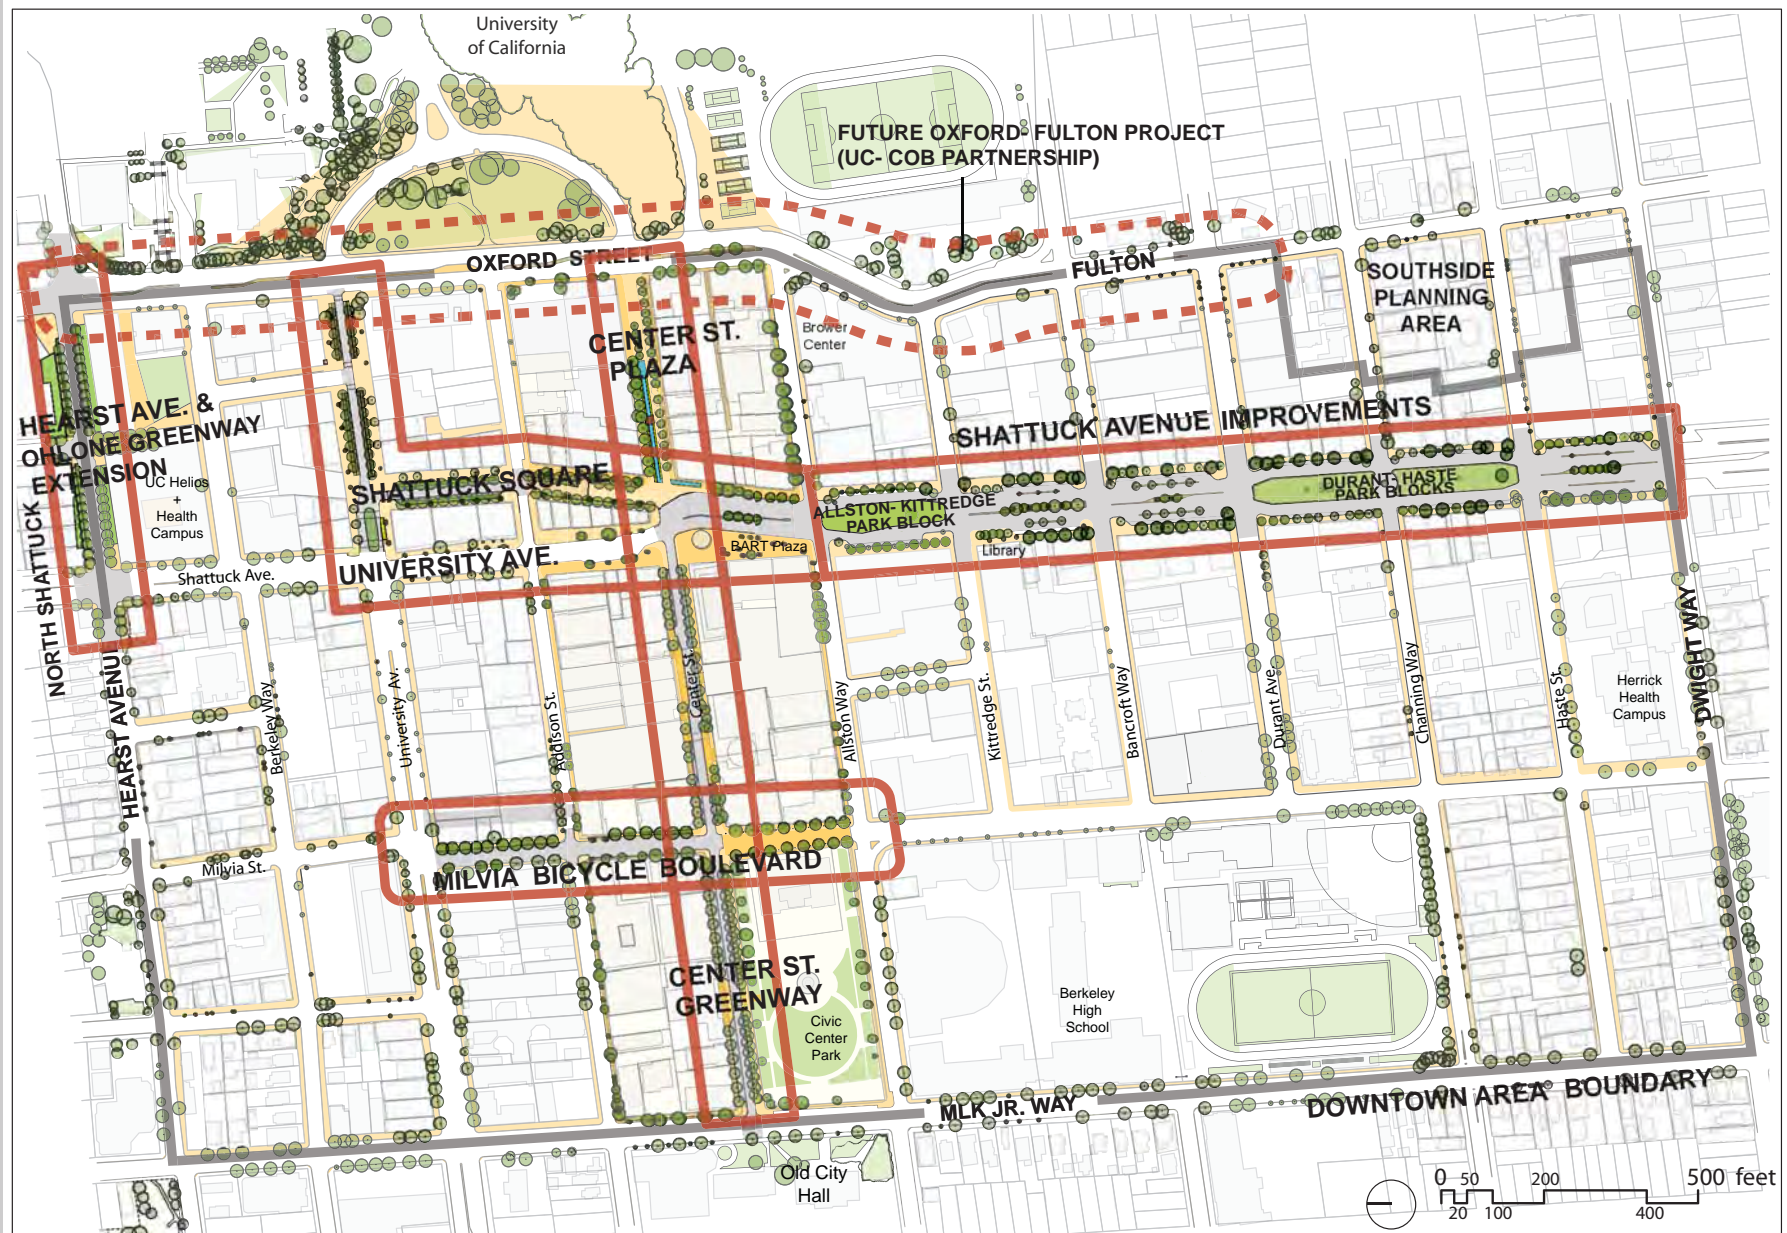 University
of California
FUTURE OXFORD- FULTON PROJECT
(UC- COB PARTNERSHIP)
OXFORD STREET
FULTON
SOUTHSIDE
PLANNING
AREA
CENTER ST.
PLAZA
Brower
Center
HEARST AVE. &
OHLONE GREENWAY
EXTENSION
SHATTUCK AVENUE IMPROVEMENTS
UC Helios
+
Health
Campus
SHATTUCK SQUARE
ALLSTON- KITTREDGE
PARK BLOCK
DURANT- HASTE
PARK BLOCKS
BART Plaza
Library
UNIVERSITY AVE.
Shattuck Ave.
NORTH SHATTUCK
HEARST AVENUE
Berkeley Way
University Av.
Addison St.
Center St.
Allston Way
Kittredge St.
Bancroft Way
Durant Ave.
Channing Way
Haste St.
Herrick
Health
Campus
DWIGHT WAY
Milvia St.
MILVIA BICYCLE BOULEVARD
CENTER ST.
GREENWAY
Civic
Center
Park
Berkeley
High
School
MLK JR. WAY
DOWNTOWN AREA BOUNDARY
Old City
Hall
0 50 200 500 feet
20 100 400